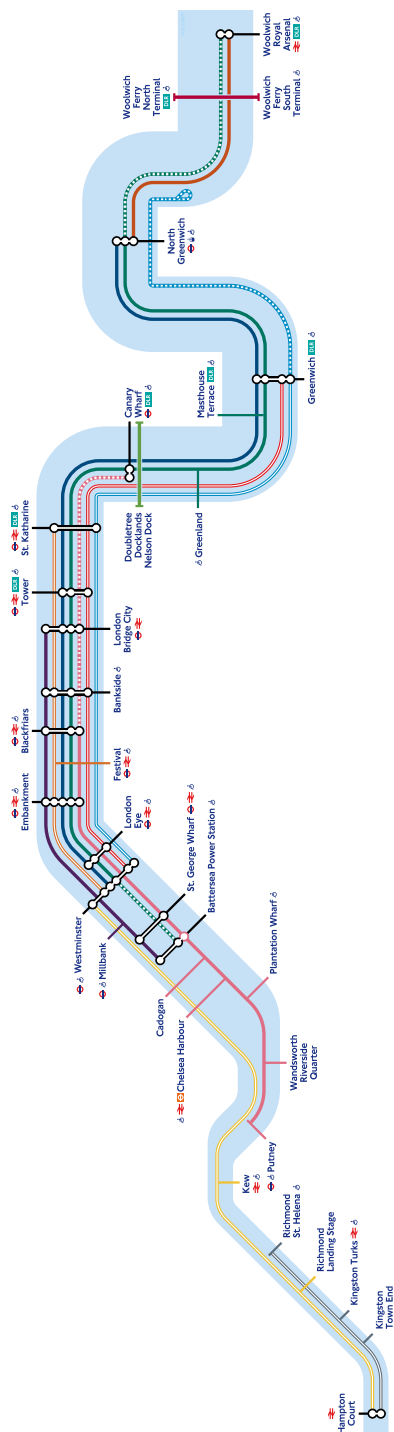 Woolwich
Royal
Arsenal
DLR
Woolwich
Ferry
North
Terminal
DLR
Woolwich
Ferry
South
Terminal
North
Greenwich
Greenwich DLR
Masthouse
Terrace DLR
Canary
Wharf
DLR
Doubletree
Docklands
Nelson Dock
Greenland
St. Katharine
DLR
Tower
DLR
London
Bridge City
Bankside
Blackfriars
Festival
Embankment
London
Eye
St. George Wharf
Battersea Power Station
Westminster
Millbank
Plantation Wharf
Cadogan
Chelsea Harbour
Wandsworth
Riverside
Quarter
Putney
Kew
Richmond
St. Helena
Richmond
Landing Stage
Kingston Turks
Kingston
Town End
Hampton
Court